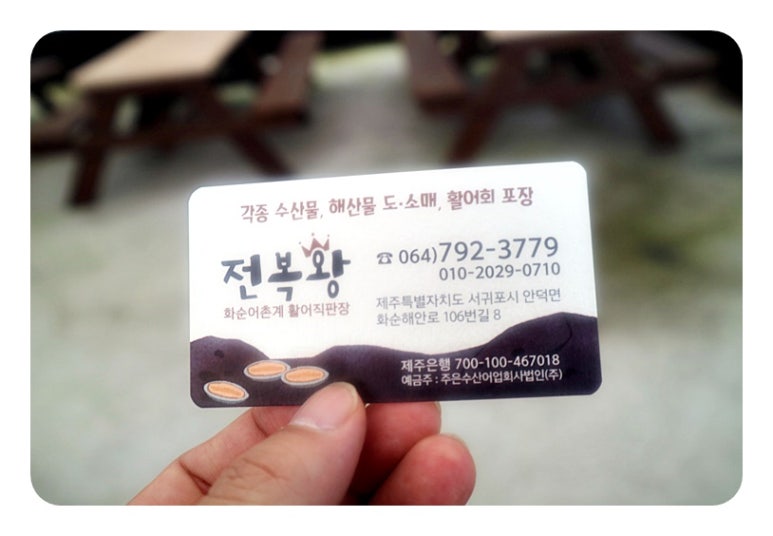 각종 수산물, 해산물 도·소매, 활어회 포장
전복왕
화순어촌계 활어직판장
☎ 064)792-3779
010-2029-0710
제주특별자치도 서귀포시 안덕면
화순해안로 106번길 8
제주은행 700-100-467018
예금주 : 주은수산어업회사법인(주)